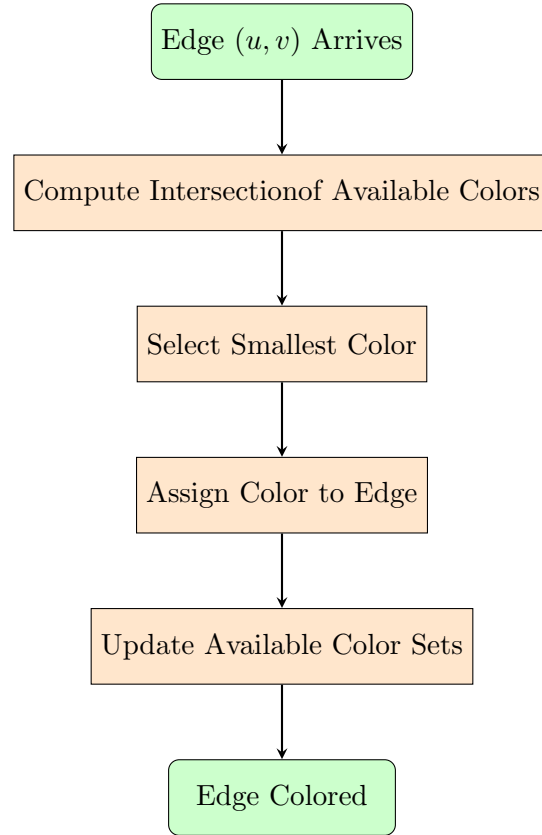 Edge (u, v) Arrives
Compute Intersectionof Available Colors
Select Smallest Color
Assign Color to Edge
Update Available Color Sets
Edge Colored